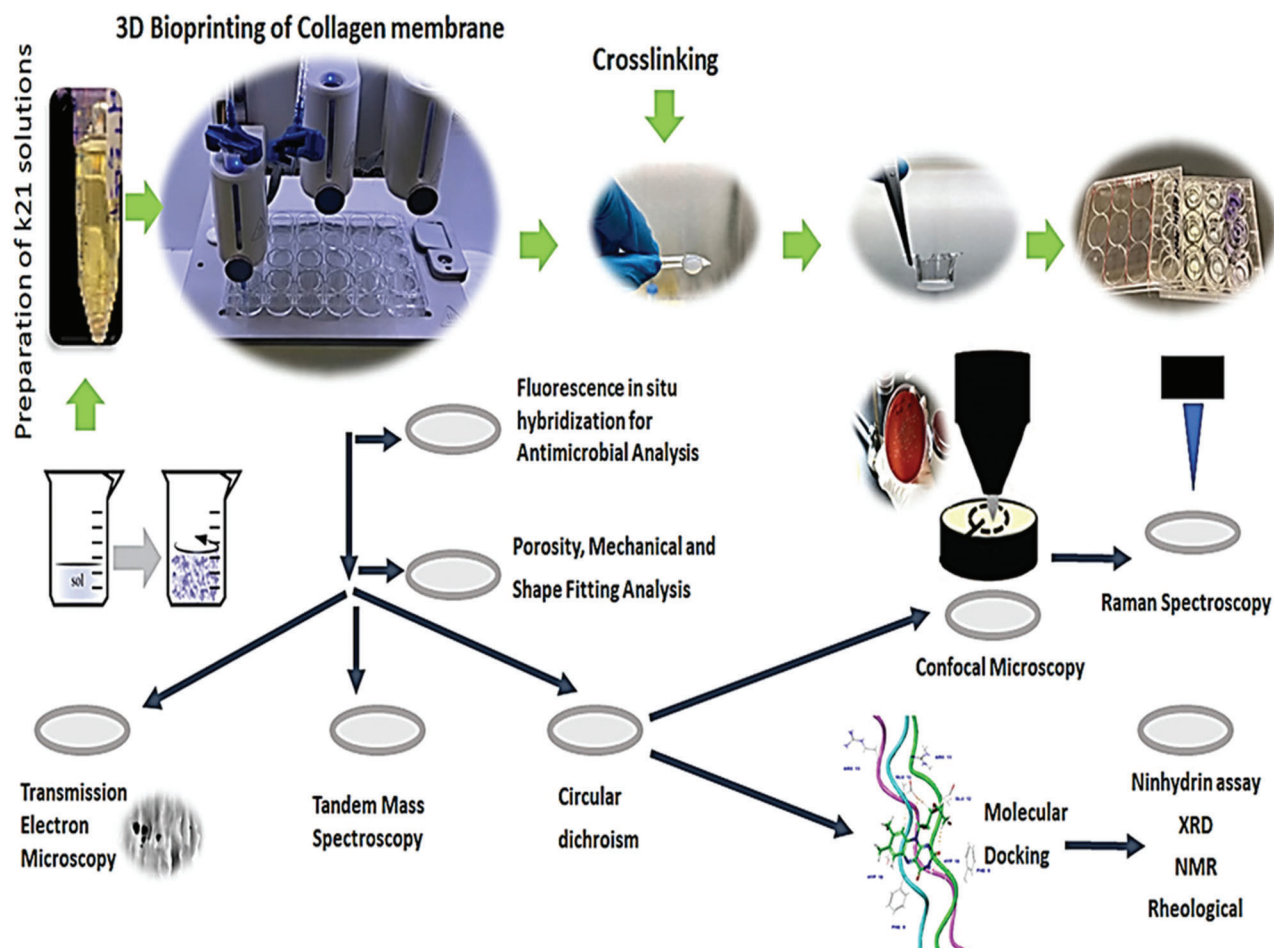 3D Bioprinting of Collagen membrane
Crosslinking
Preparation of k21 solutions
Fluorescence in situ
hybridization for
Antimicrobial Analysis
sol
Porosity, Mechanical and
Shape Fitting Analysis
Raman Spectroscopy
Confocal Microscopy
Transmission
Electron
Microscopy
Tandem Mass
Spectroscopy
Circular
dichroism
Molecular
Docking
Ninhydrin assay
XRD
NMR
Rheological